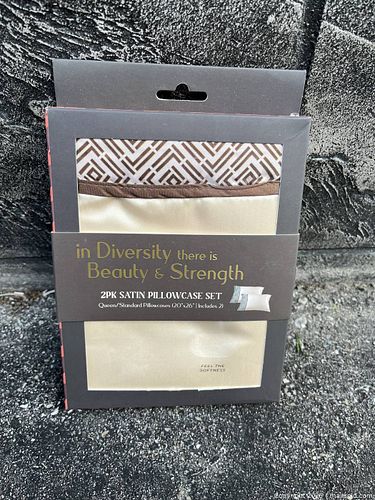 in Diversity there is
Beauty & Strength
2PK SATIN PILLOWCASE SET
Queen/Standard Pillowcases (20"x26" | Includes 2)
FEEL THE
SOFTNESS